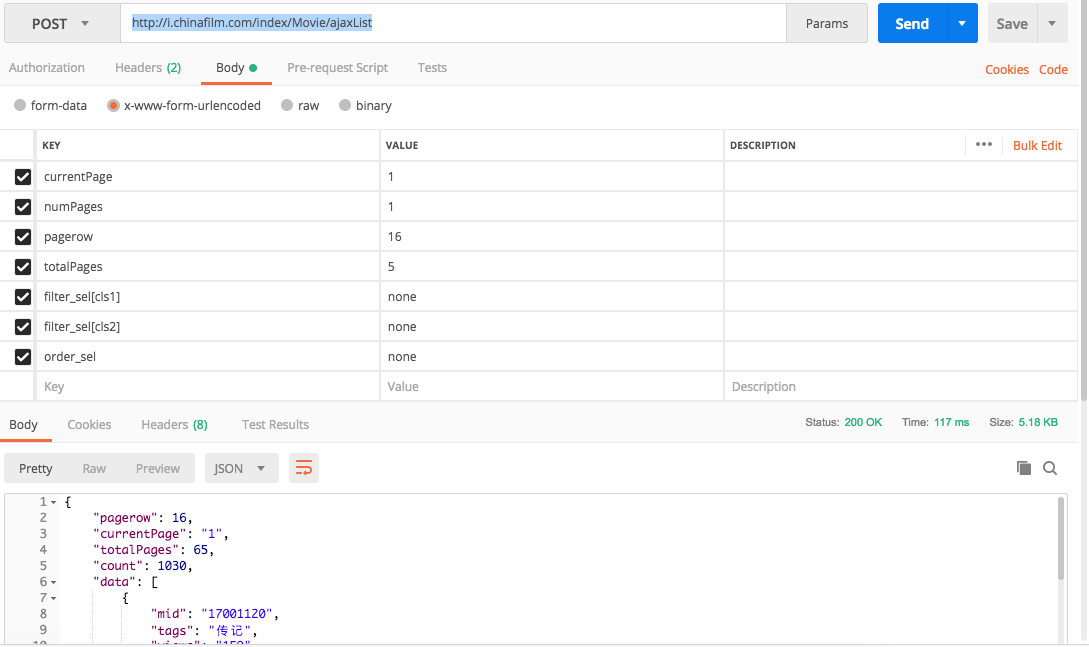 POST http://i.chinafilm.com/index/Movie/ajaxList Params Send Save
Authorization Headers (2) Body Pre-request Script Tests Cookies Code
form-data x-www-form-urlencoded raw binary
KEY VALUE DESCRIPTION ••• Bulk Edit
currentPage 1
numPages 1
pagerow 16
totalPages 5
filter_sel[cls1] none
filter_sel[cls2] none
order_sel none
Key Value Description
Body Cookies Headers (8) Test Results Status: 200 OK Time: 117 ms Size: 5.18 KB
Pretty Raw Preview JSON
1 {
2 "pagerow": 16,
3 "currentPage": "1",
4 "totalPages": 65,
5 "count": 1030,
6 "data": [
7 {
8 "mid": "17001120",
9 "tags": "传记",